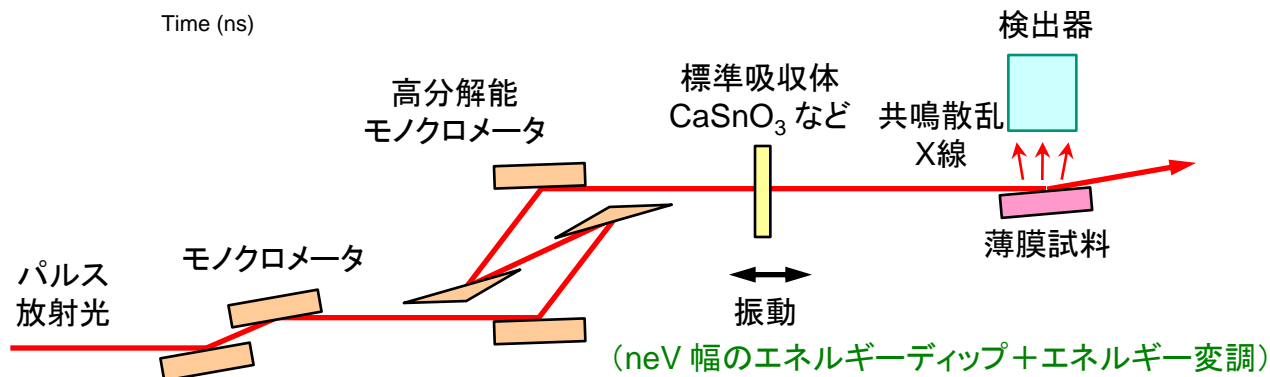 Time (ns)
検出器
標準吸収体
CaSnO₃ など
高分解能
モノクロメータ
共鳴散乱
X線
薄膜試料
モノクロメータ
パルス
放射光
振動
（neV 幅のエネルギーディップ＋エネルギー変調）